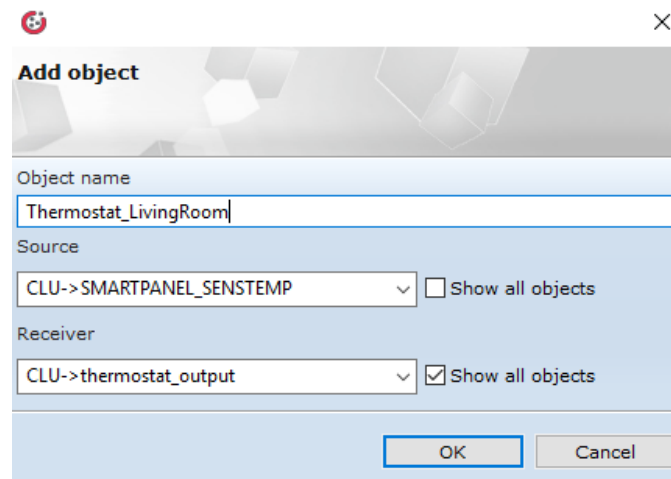 Add object
Object name
Thermostat_LivingRoom
Source
CLU->SMARTPANEL_SENSTEMP
Show all objects
Receiver
CLU->thermostat_output
Show all objects
OK
Cancel